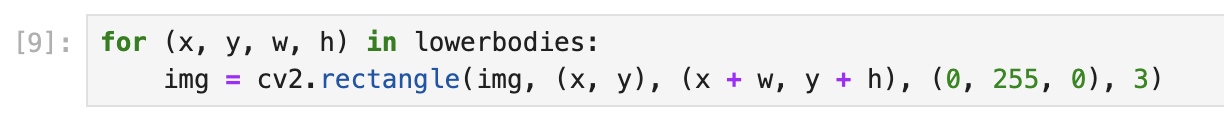 [9]: for (x, y, w, h) in lowerbodies:
    img = cv2.rectangle(img, (x, y), (x + w, y + h), (0, 255, 0), 3)